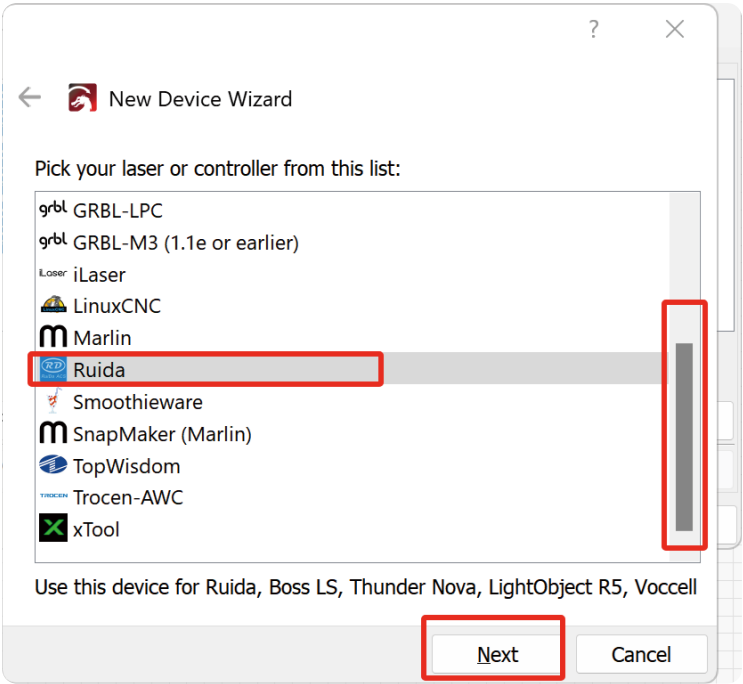 ?
New Device Wizard
Pick your laser or controller from this list:
grbl GRBL-LPC
grbl GRBL-M3 (1.1e or earlier)
iLaser iLaser
LinuxCNC
Marlin
RD Ruida
Smoothieware
SnapMaker (Marlin)
TopWisdom
TROCEN Trocen-AWC
xTool
Use this device for Ruida, Boss LS, Thunder Nova, LightObject R5, Voccell
Next
Cancel